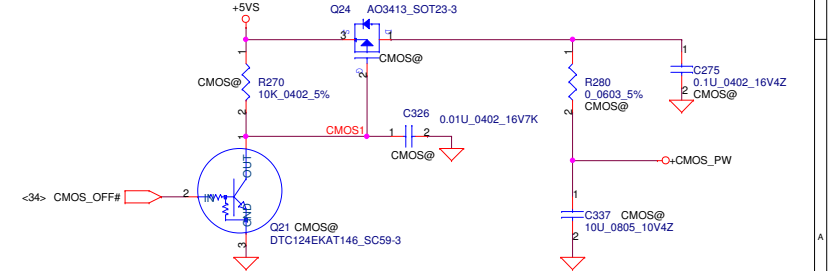 +5VS
Q24 AO3413_SOT23-3
3
1
CMOS@
2
1
CMOS@
R270
10K_0402_5%
2
1
R280
0_0603_5%
CMOS@
2
1
C275
0.1U_0402_16V4Z
2
CMOS@
CMOS1
C326
0.01U_0402_16V7K
1
2
CMOS@
1
OUT
+CMOS_PW
<34> CMOS_OFF#
2
IN
GND
3
Q21 CMOS@
DTC124EKAT146_SC59-3
1
C337 CMOS@
10U_0805_10V4Z
2
A